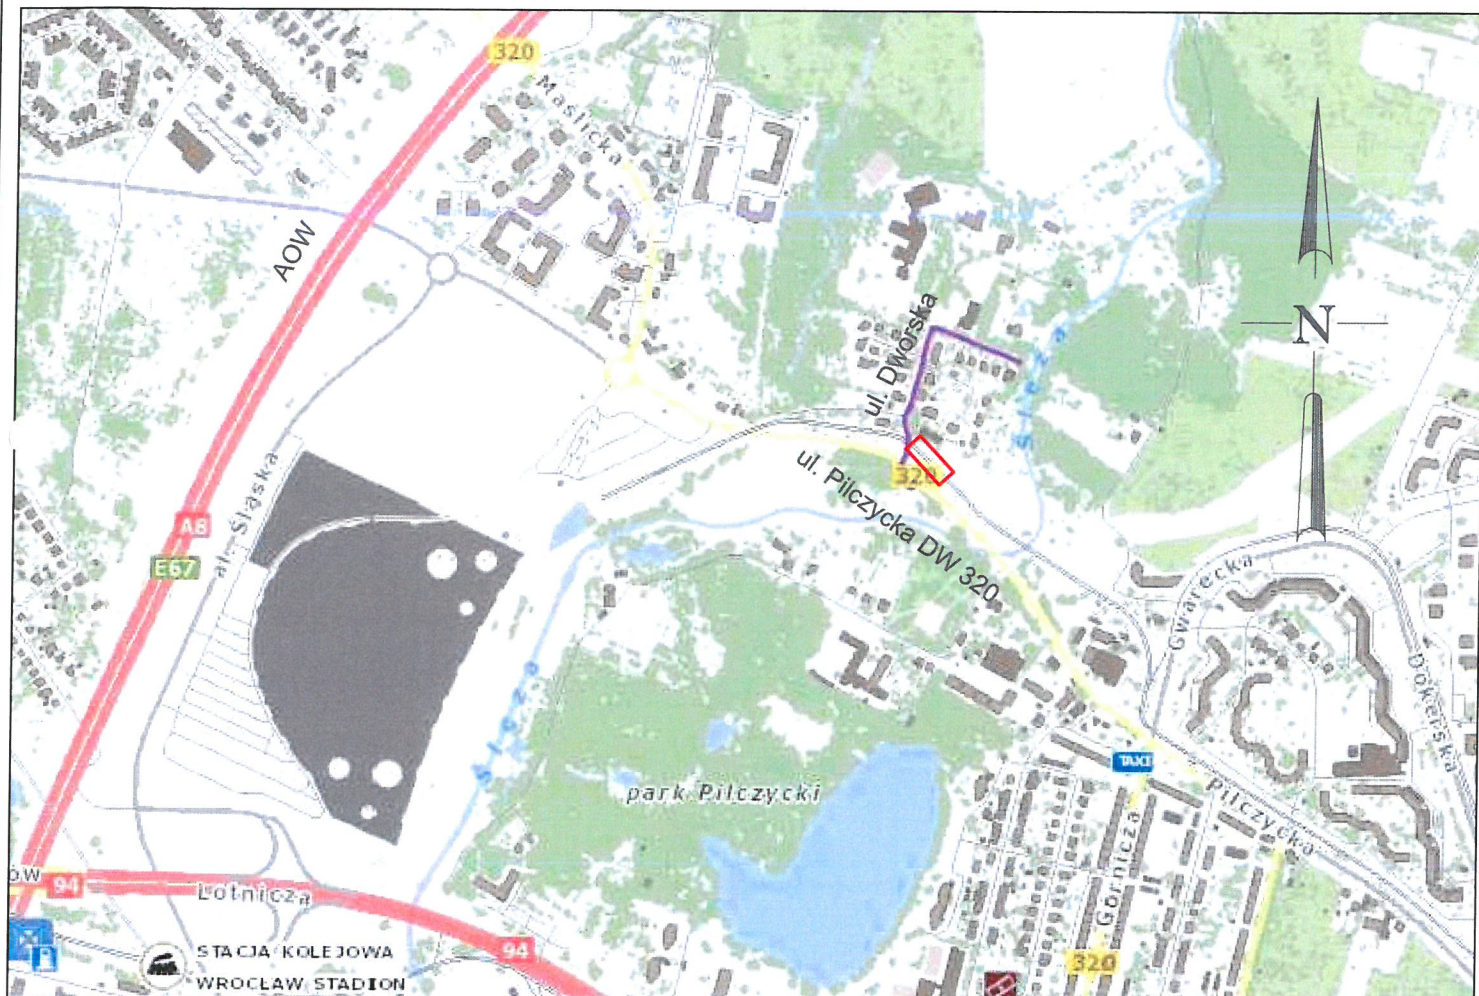 320
Maślicka
AOW
N
ul. Dworska
Ślęza
320
ul. Pilczycka DW 320
al. Śląska
A8
E67
Gwarecka
Dokerska
Ślęza
TAXI
park Pilczycki
Pilczycka
Górnicza
ów
94
Lotnicza
94
320
STACJA KOLEJOWA
WROCŁAW STADION